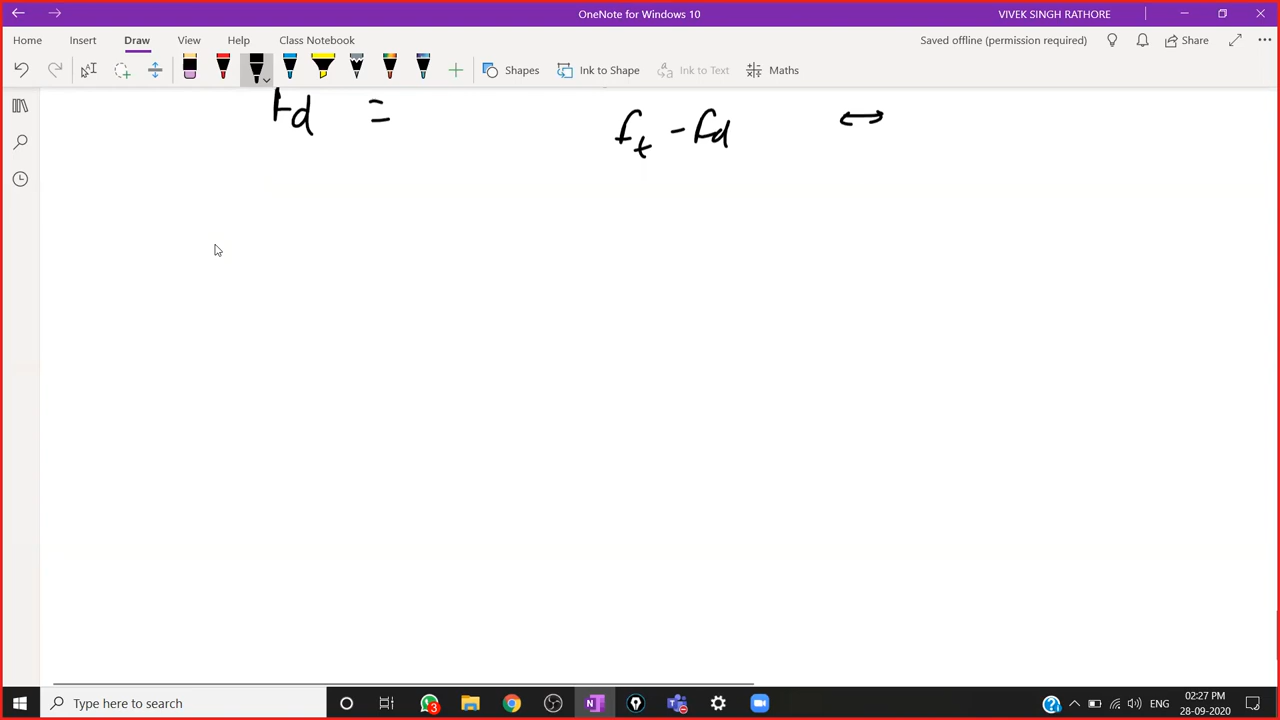 OneNote for Windows 10
VIVEK SINGH RATHORE
Home Insert Draw View Help Class Notebook
Saved offline (permission required) Share
Shapes Ink to Shape Ink to Text Maths
Fd =
ft - fd ↔
Type here to search
3
N
ENG
02:27 PM
28-09-2020